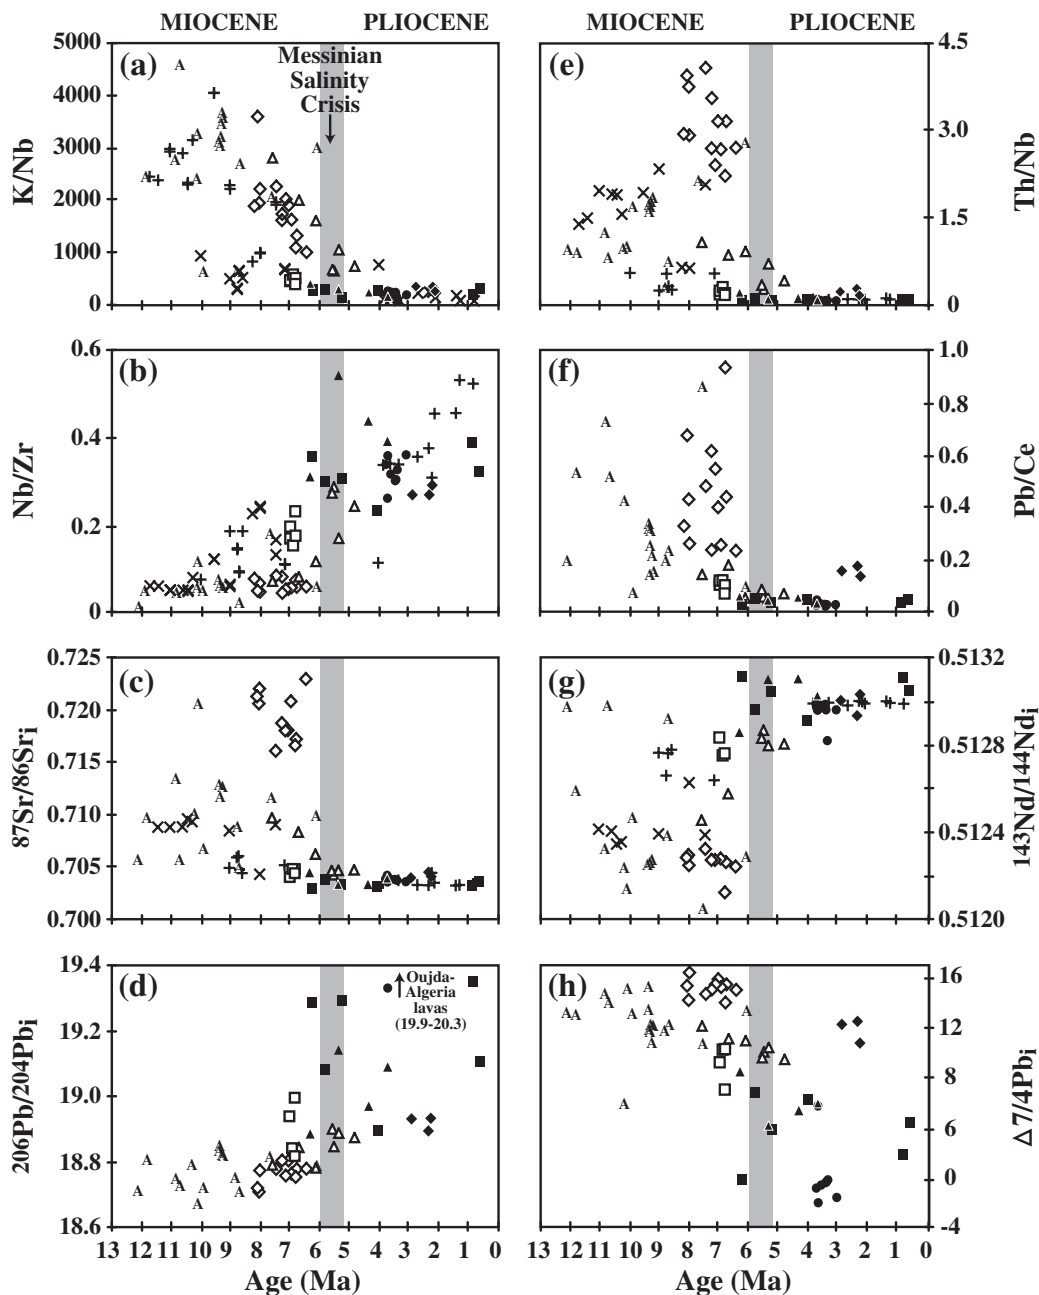 MIOCENE PLIOCENE MIOCENE PLIOCENE
(a)
Messinian
Salinity
Crisis
5000
4000
3000
2000
1000
0
K/Nb
(e)
4.5
3.0
1.5
0
Th/Nb
(b)
0.6
0.4
0.2
0
Nb/Zr
(f)
1.0
0.8
0.6
0.4
0.2
0
Pb/Ce
(c)
0.725
0.720
0.715
0.710
0.705
0.700
87Sr/86Sri
(g)
0.5132
0.5128
0.5124
0.5120
143Nd/144Ndi
(d)
Oujda-
Algeria
lavas
(19.9-20.3)
19.4
19.2
19.0
18.8
18.6
206Pb/204Pbi
(h)
16
12
8
6
0
-4
Δ7/4Pbi
13 12 11 10 9 8 7 6 5 4 3 2 1 0
Age (Ma)
13 12 11 10 9 8 7 6 5 4 3 2 1 0
Age (Ma)